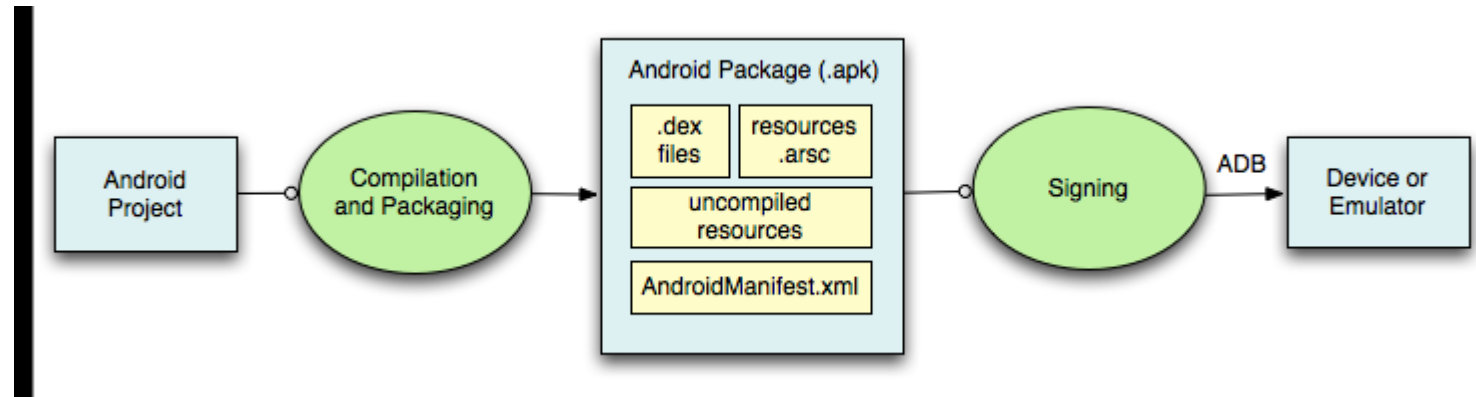 Android
Project
Compilation
and Packaging
Android Package (.apk)
.dex
files
resources
.arsc
uncompiled
resources
AndroidManifest.xml
Signing
ADB
Device or
Emulator